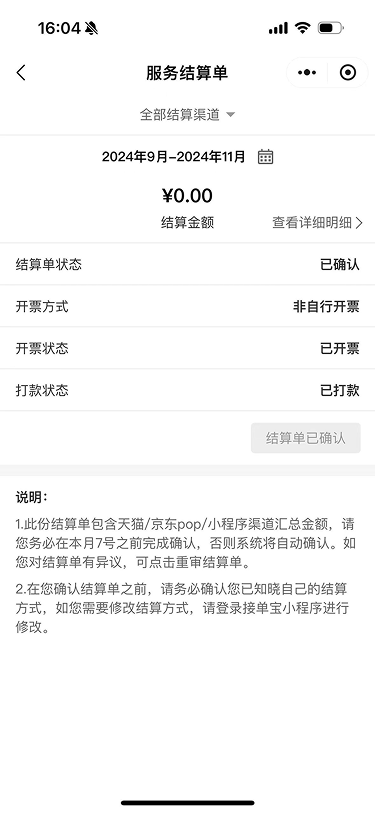 16:04
服务结算单
全部结算渠道
2024年9月-2024年11月
¥0.00
结算金额
查看详细明细
结算单状态 已确认
开票方式 非自行开票
开票状态 已开票
打款状态 已打款
结算单已确认
说明：
1.此份结算单包含天猫/京东pop/小程序渠道汇总金额，请
您务必在本月7号之前完成确认，否则系统将自动确认。如
您对结算单有异议，可点击重审结算单。
2.在您确认结算单之前，请务必确认您已知晓自己的结算
方式，如您需要修改结算方式，请登录接单宝小程序进行
修改。